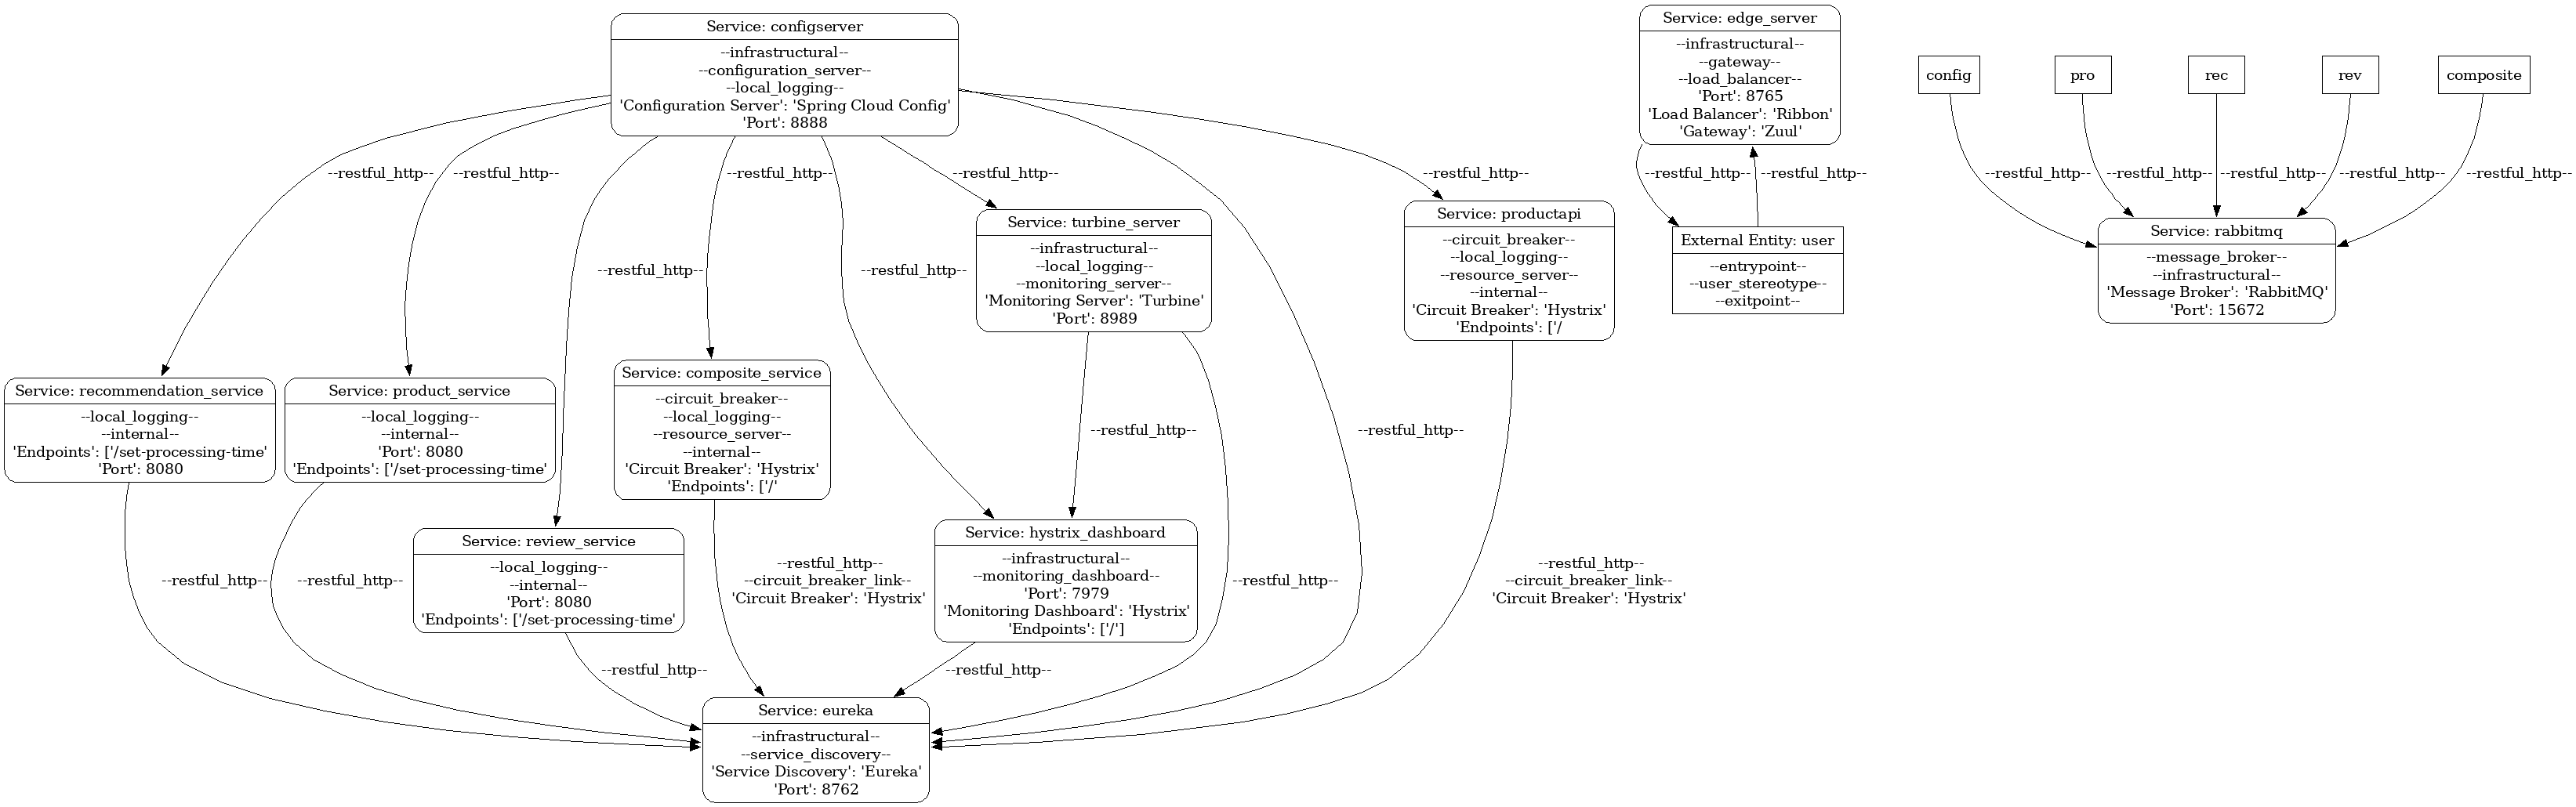 Service: configserver
--infrastructural--
--configuration_server--
--local_logging--
'Configuration Server': 'Spring Cloud Config'
'Port': 8888
Service: edge_server
--infrastructural--
--gateway--
--load_balancer--
'Port': 8765
'Load Balancer': 'Ribbon'
'Gateway': 'Zuul'
config
pro
rec
rev
composite
--restful_http--
--restful_http--
--restful_http--
--restful_http--
--restful_http--
--restful_http--
--restful_http--
--restful_http--
--restful_http--
--restful_http--
--restful_http--
--restful_http--
Service: turbine_server
--infrastructural--
--local_logging--
--monitoring_server--
'Monitoring Server': 'Turbine'
'Port': 8989
Service: productapi
--circuit_breaker--
--local_logging--
--resource_server--
--internal--
'Circuit Breaker': 'Hystrix'
'Endpoints': ['/
External Entity: user
--entrypoint--
--user_stereotype--
--exitpoint--
Service: rabbitmq
--message_broker--
--infrastructural--
'Message Broker': 'RabbitMQ'
'Port': 15672
--restful_http--
--restful_http--
Service: recommendation_service
--local_logging--
--internal--
'Endpoints': ['/set-processing-time'
'Port': 8080
Service: product_service
--local_logging--
--internal--
'Port': 8080
'Endpoints': ['/set-processing-time'
Service: composite_service
--circuit_breaker--
--local_logging--
--resource_server--
--internal--
'Circuit Breaker': 'Hystrix'
'Endpoints': ['/'
--restful_http--
--restful_http--
Service: review_service
--local_logging--
--internal--
'Port': 8080
'Endpoints': ['/set-processing-time'
Service: hystrix_dashboard
--infrastructural--
--monitoring_dashboard--
'Port': 7979
'Monitoring Dashboard': 'Hystrix'
'Endpoints': ['/']
--restful_http--
--restful_http--
--restful_http--
--circuit_breaker_link--
'Circuit Breaker': 'Hystrix'
--restful_http--
--restful_http--
--circuit_breaker_link--
'Circuit Breaker': 'Hystrix'
--restful_http--
--restful_http--
Service: eureka
--infrastructural--
--service_discovery--
'Service Discovery': 'Eureka'
'Port': 8762